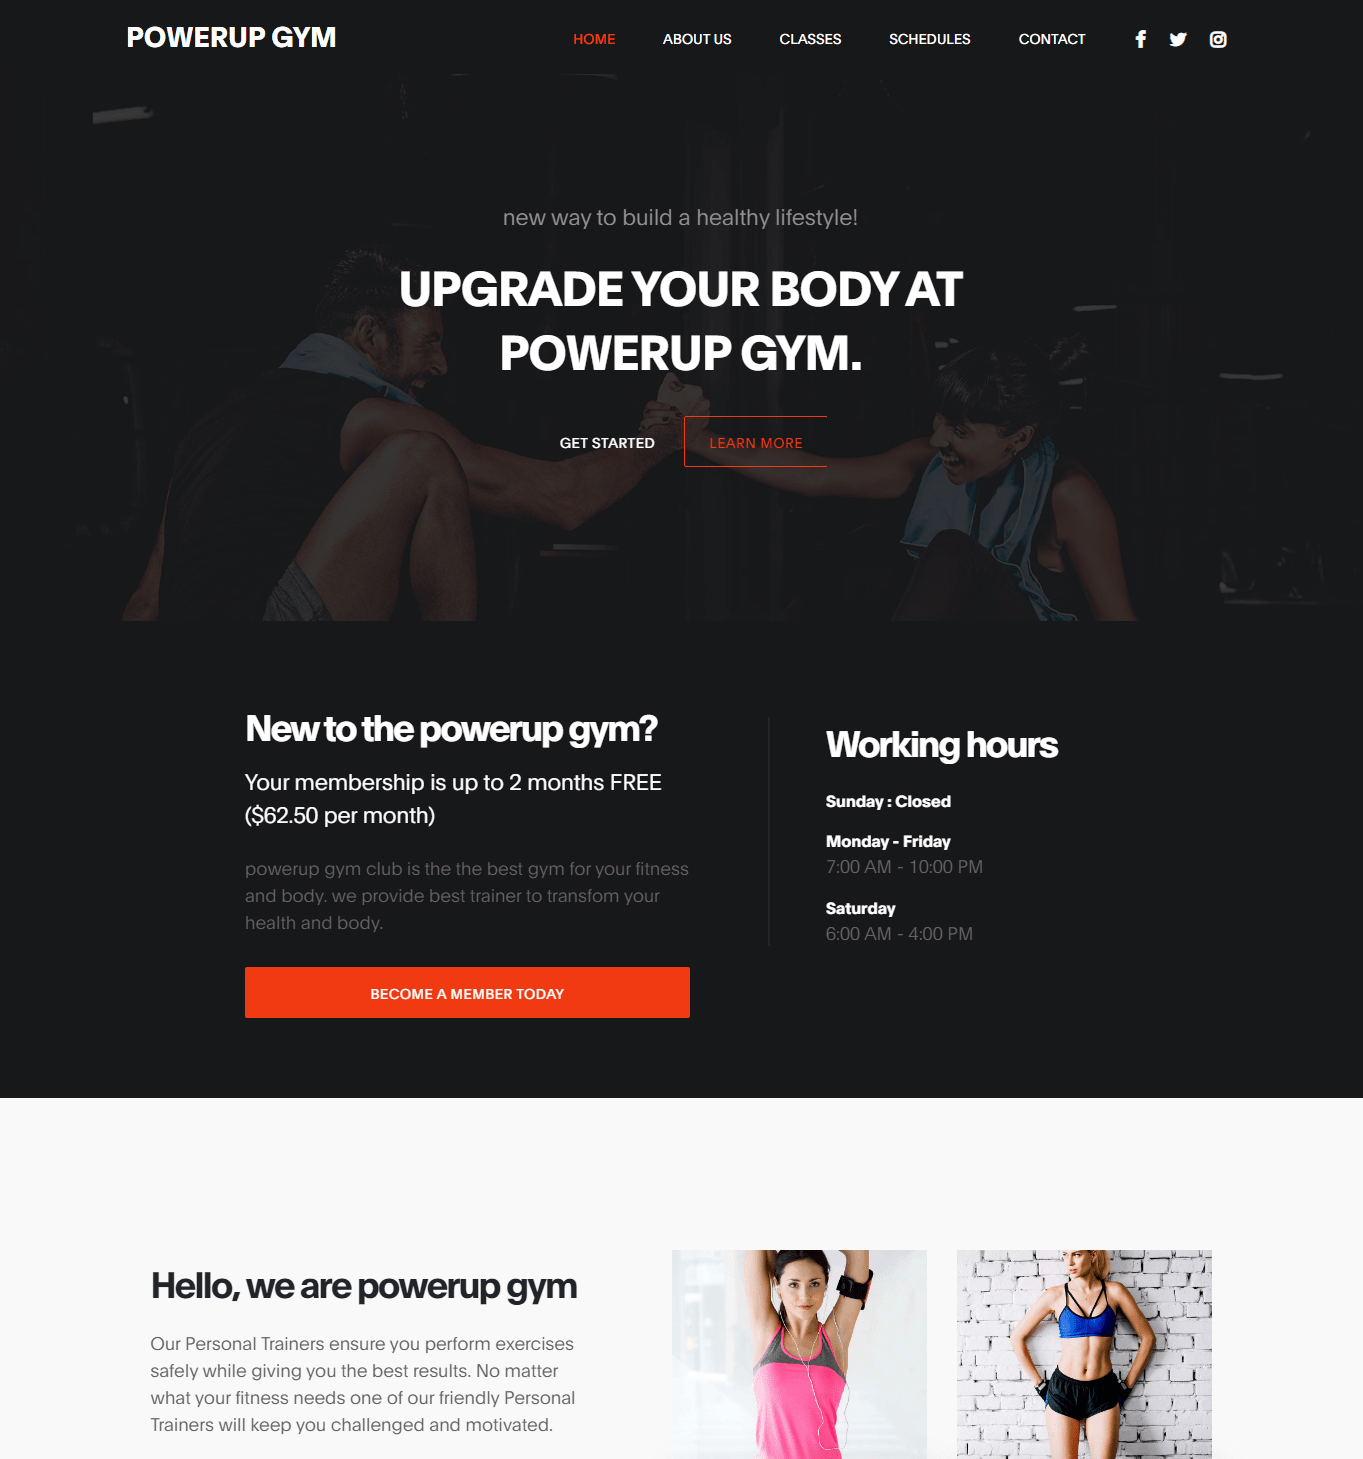 POWERUP GYM
HOME ABOUT US CLASSES SCHEDULES CONTACT
new way to build a healthy lifestyle!
UPGRADE YOUR BODY AT
POWERUP GYM.
GET STARTED LEARN MORE
New to the powerup gym?
Your membership is up to 2 months FREE
($62.50 per month)
powerup gym club is the the best gym for your fitness
and body. we provide best trainer to transfom your
health and body.
BECOME A MEMBER TODAY
Working hours
Sunday : Closed
Monday - Friday
7:00 AM - 10:00 PM
Saturday
6:00 AM - 4:00 PM
Hello, we are powerup gym
Our Personal Trainers ensure you perform exercises
safely while giving you the best results. No matter
what your fitness needs one of our friendly Personal
Trainers will keep you challenged and motivated.